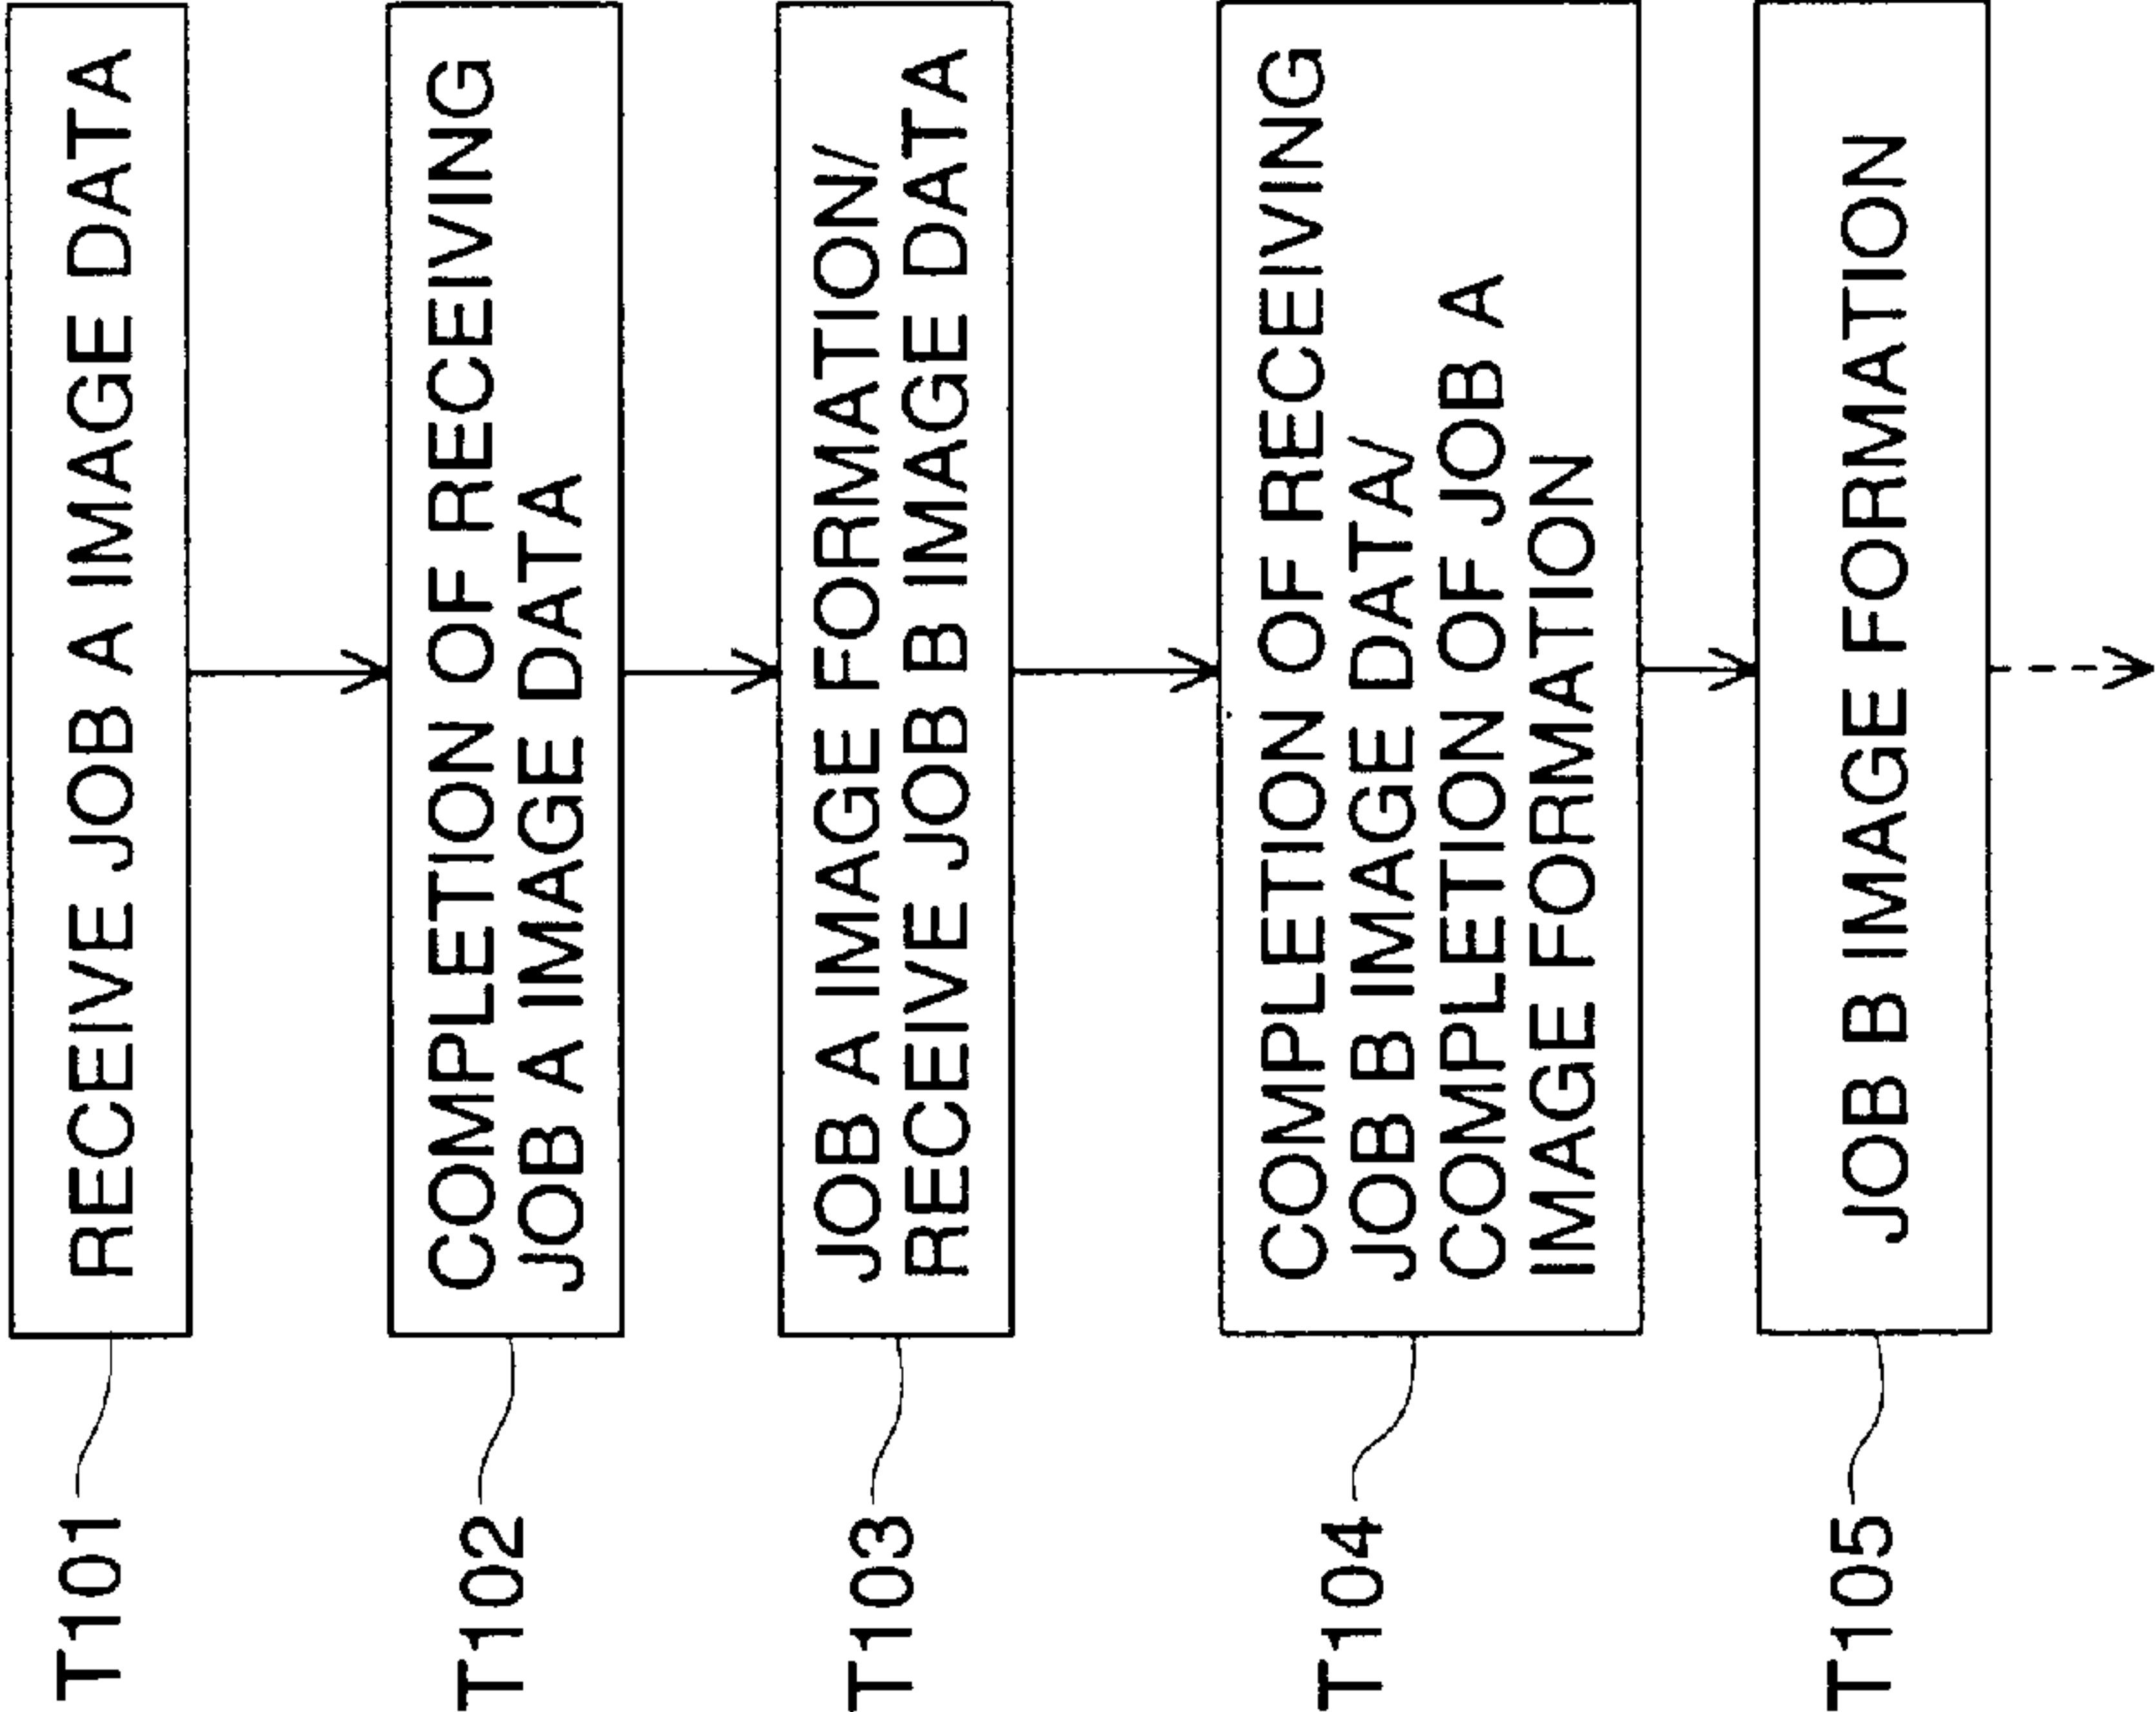 T101
RECEIVE JOB A IMAGE DATA
T102
COMPLETION OF RECEIVING
JOB A IMAGE DATA
T103
JOB A IMAGE FORMATION/
RECEIVE JOB B IMAGE DATA
T104
COMPLETION OF RECEIVING
JOB B IMAGE DATA/
COMPLETION OF JOB A
IMAGE FORMATION
T105
JOB B IMAGE FORMATION